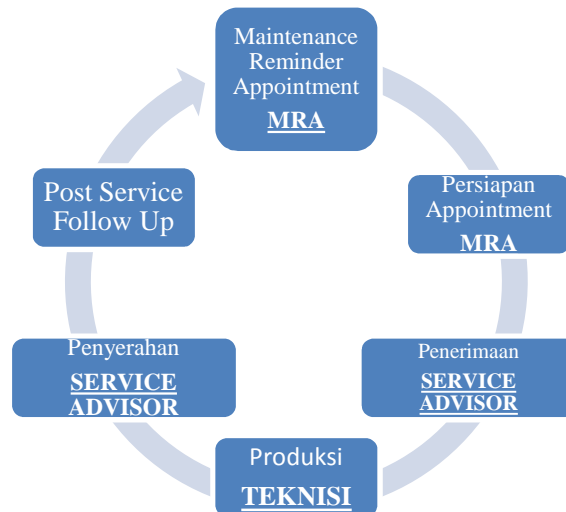 Maintenance
Reminder
Appointment
MRA
Persiapan
Appointment
MRA
Penerimaan
SERVICE
ADVISOR
Produksi
TEKNISI
Penyerahan
SERVICE
ADVISOR
Post Service
Follow Up